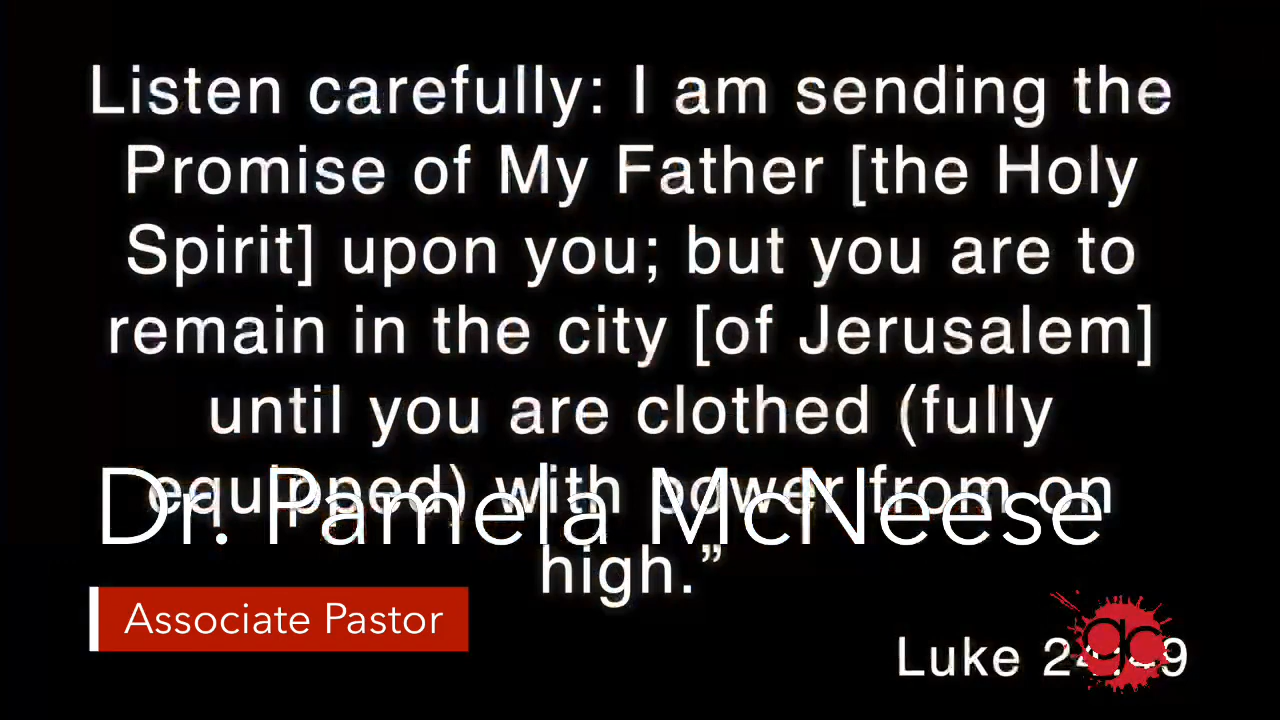 Listen carefully: I am sending the
Promise of My Father [the Holy
Spirit] upon you; but you are to
remain in the city [of Jerusalem]
until you are clothed (fully
equipped) with power from on
Dr. Pamela McNeese
high.”
Associate Pastor
Luke 24:49
gc